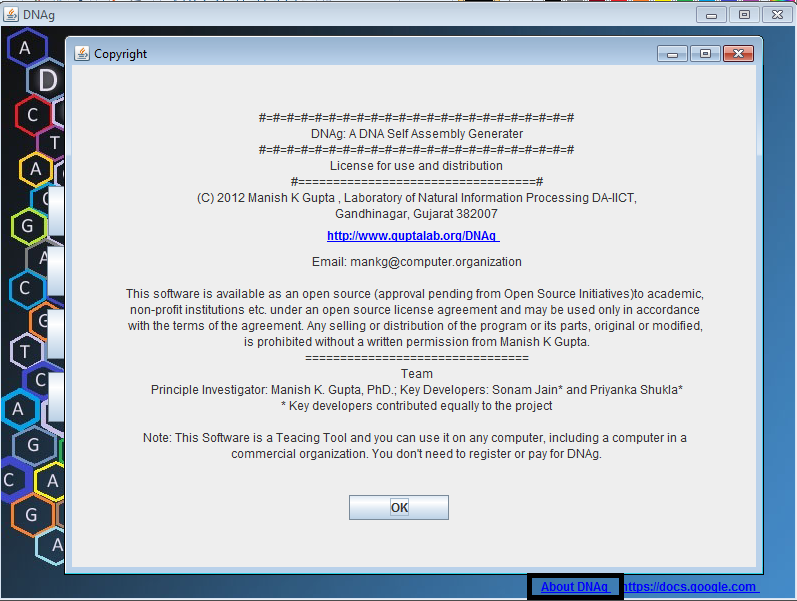 DNAg
Copyright
#=#=#=#=#=#=#=#=#=#=#=#=#=#=#=#=#=#=#=#=#=#=#
DNAg: A DNA Self Assembly Generater
#=#=#=#=#=#=#=#=#=#=#=#=#=#=#=#=#=#=#=#=#=#=#
License for use and distribution
#==================================#
(C) 2012 Manish K Gupta , Laboratory of Natural Information Processing DA-IICT,
Gandhinagar, Gujarat 382007
http://www.guptalab.org/DNAg
Email: mankg@computer.organization
This software is available as an open source (approval pending from Open Source Initiatives)to academic,
non-profit institutions etc. under an open source license agreement and may be used only in accordance
with the terms of the agreement. Any selling or distribution of the program or its parts, original or modified,
is prohibited without a written permission from Manish K Gupta.
================================
Team
Principle Investigator: Manish K. Gupta, PhD.; Key Developers: Sonam Jain* and Priyanka Shukla*
* Key developers contributed equally to the project
Note: This Software is a Teacing Tool and you can use it on any computer, including a computer in a
commercial organization. You don't need to register or pay for DNAg.
OK
About DNAg https://docs.google.com
A
D
C
T
A
C
G
A
C
G
T
C
A
G
C
A
G
A